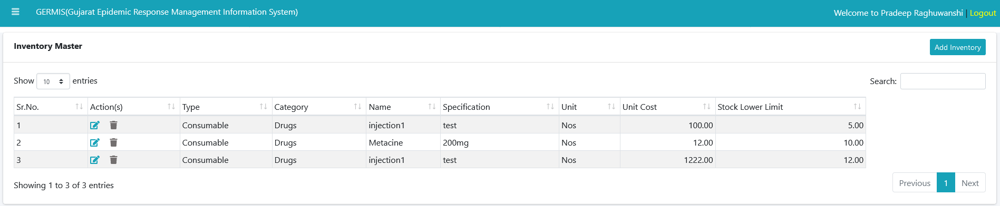 GERMIS(Gujarat Epidemic Response Management Information System)
Welcome to Pradeep Raghuwanshi | Logout
Inventory Master
Add Inventory
Show 10 entries
Search:
Sr.No. Action(s) Type Category Name Specification Unit Unit Cost Stock Lower Limit
1 Consumable Drugs injection1 test Nos 100.00 5.00
2 Consumable Drugs Metacine 200mg Nos 12.00 10.00
3 Consumable Drugs injection1 test Nos 1222.00 12.00
Showing 1 to 3 of 3 entries
Previous 1 Next